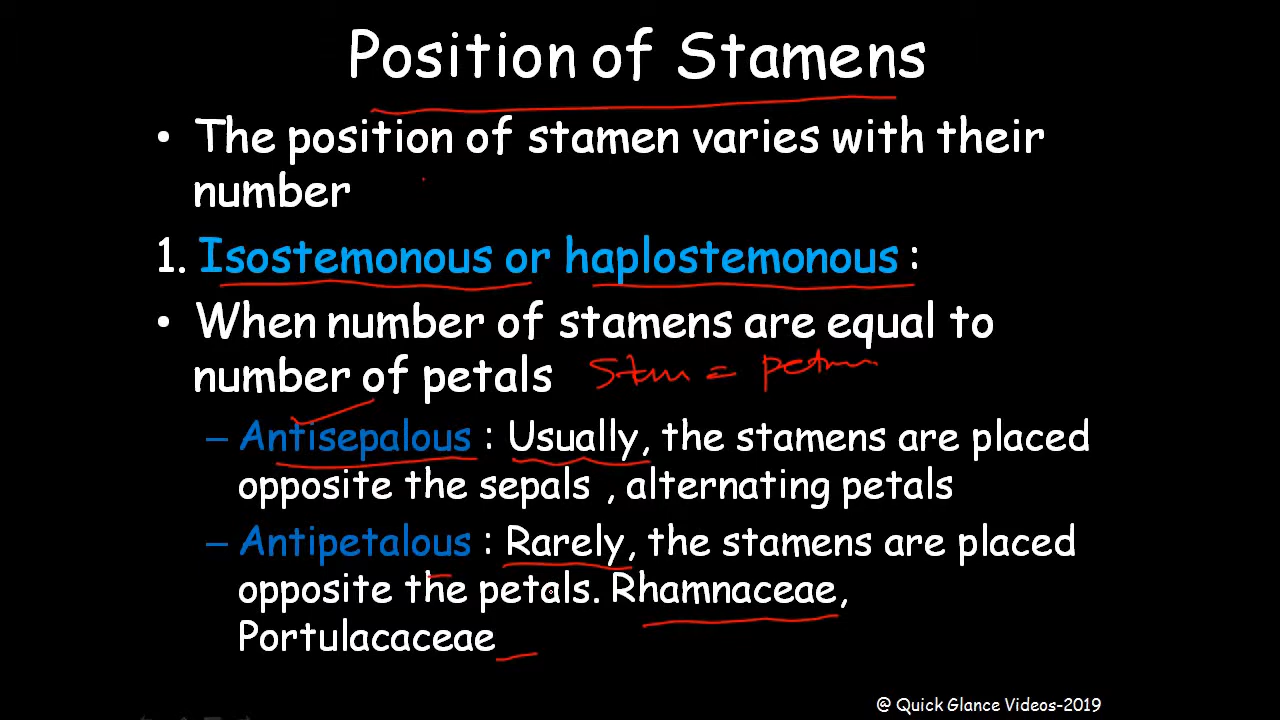 Position of Stamens
• The position of stamen varies with their
number
1. Isostemonous or haplostemonous :
• When number of stamens are equal to
number of petals stam = petm
– Antisepalous : Usually, the stamens are placed
opposite the sepals , alternating petals
– Antipetalous : Rarely, the stamens are placed
opposite the petals. Rhamnaceae,
Portulacaceae
@ Quick Glance Videos-2019